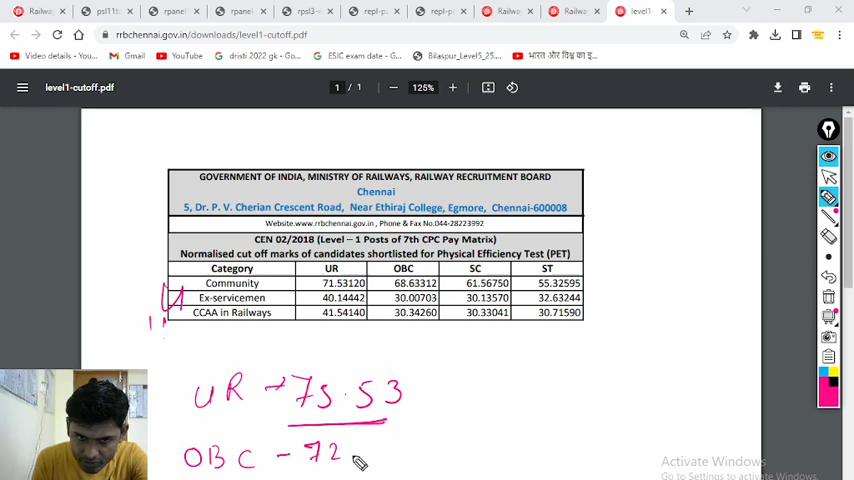 Railway psl11to rpanel rpanel rpsl3-v repl-pa repl-pu Railway Railway level1-
rrbchennai.gov.in/downloads/level1-cutoff.pdf
Video details - You... Gmail YouTube dristi 2022 gk - G... ESIC exam date - G... Bilaspur_Level5_25... भारत और विश्व का इ...
level1-cutoff.pdf 1 / 1 125%
GOVERNMENT OF INDIA, MINISTRY OF RAILWAYS, RAILWAY RECRUITMENT BOARD
Chennai
5, Dr. P. V. Cherian Crescent Road, Near Ethiraj College, Egmore, Chennai-600008
Website.www.rrbchennai.gov.in , Phone & Fax No.044-28223992
CEN 02/2018 (Level – 1 Posts of 7th CPC Pay Matrix)
Normalised cut off marks of candidates shortlisted for Physical Efficiency Test (PET)
Category UR OBC SC ST
Community 71.53120 68.63312 61.56750 55.32595
Ex-servicemen 40.14442 30.00703 30.13570 32.63244
CCAA in Railways 41.54140 30.34260 30.33041 30.71590
UR → 75.53
OBC - 72
Activate Windows
Go to Settings to activate Windows.